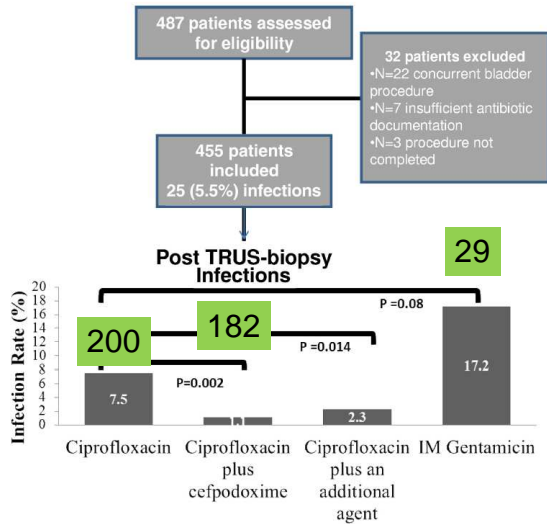 487 patients assessed
for eligibility
32 patients excluded
•N=22 concurrent bladder
procedure
•N=7 insufficient antibiotic
documentation
•N=3 procedure not
completed
455 patients
included
25 (5.5%) infections
Post TRUS-biopsy
Infections
29
P =0.08
182
200
P =0.014
P=0.002
Infection Rate (%)
20
18
16
14
12
10
8
6
4
2
0
7.5
2.3
17.2
Ciprofloxacin
Ciprofloxacin
plus
cefpodoxime
Ciprofloxacin
plus an
additional
agent
IM Gentamicin